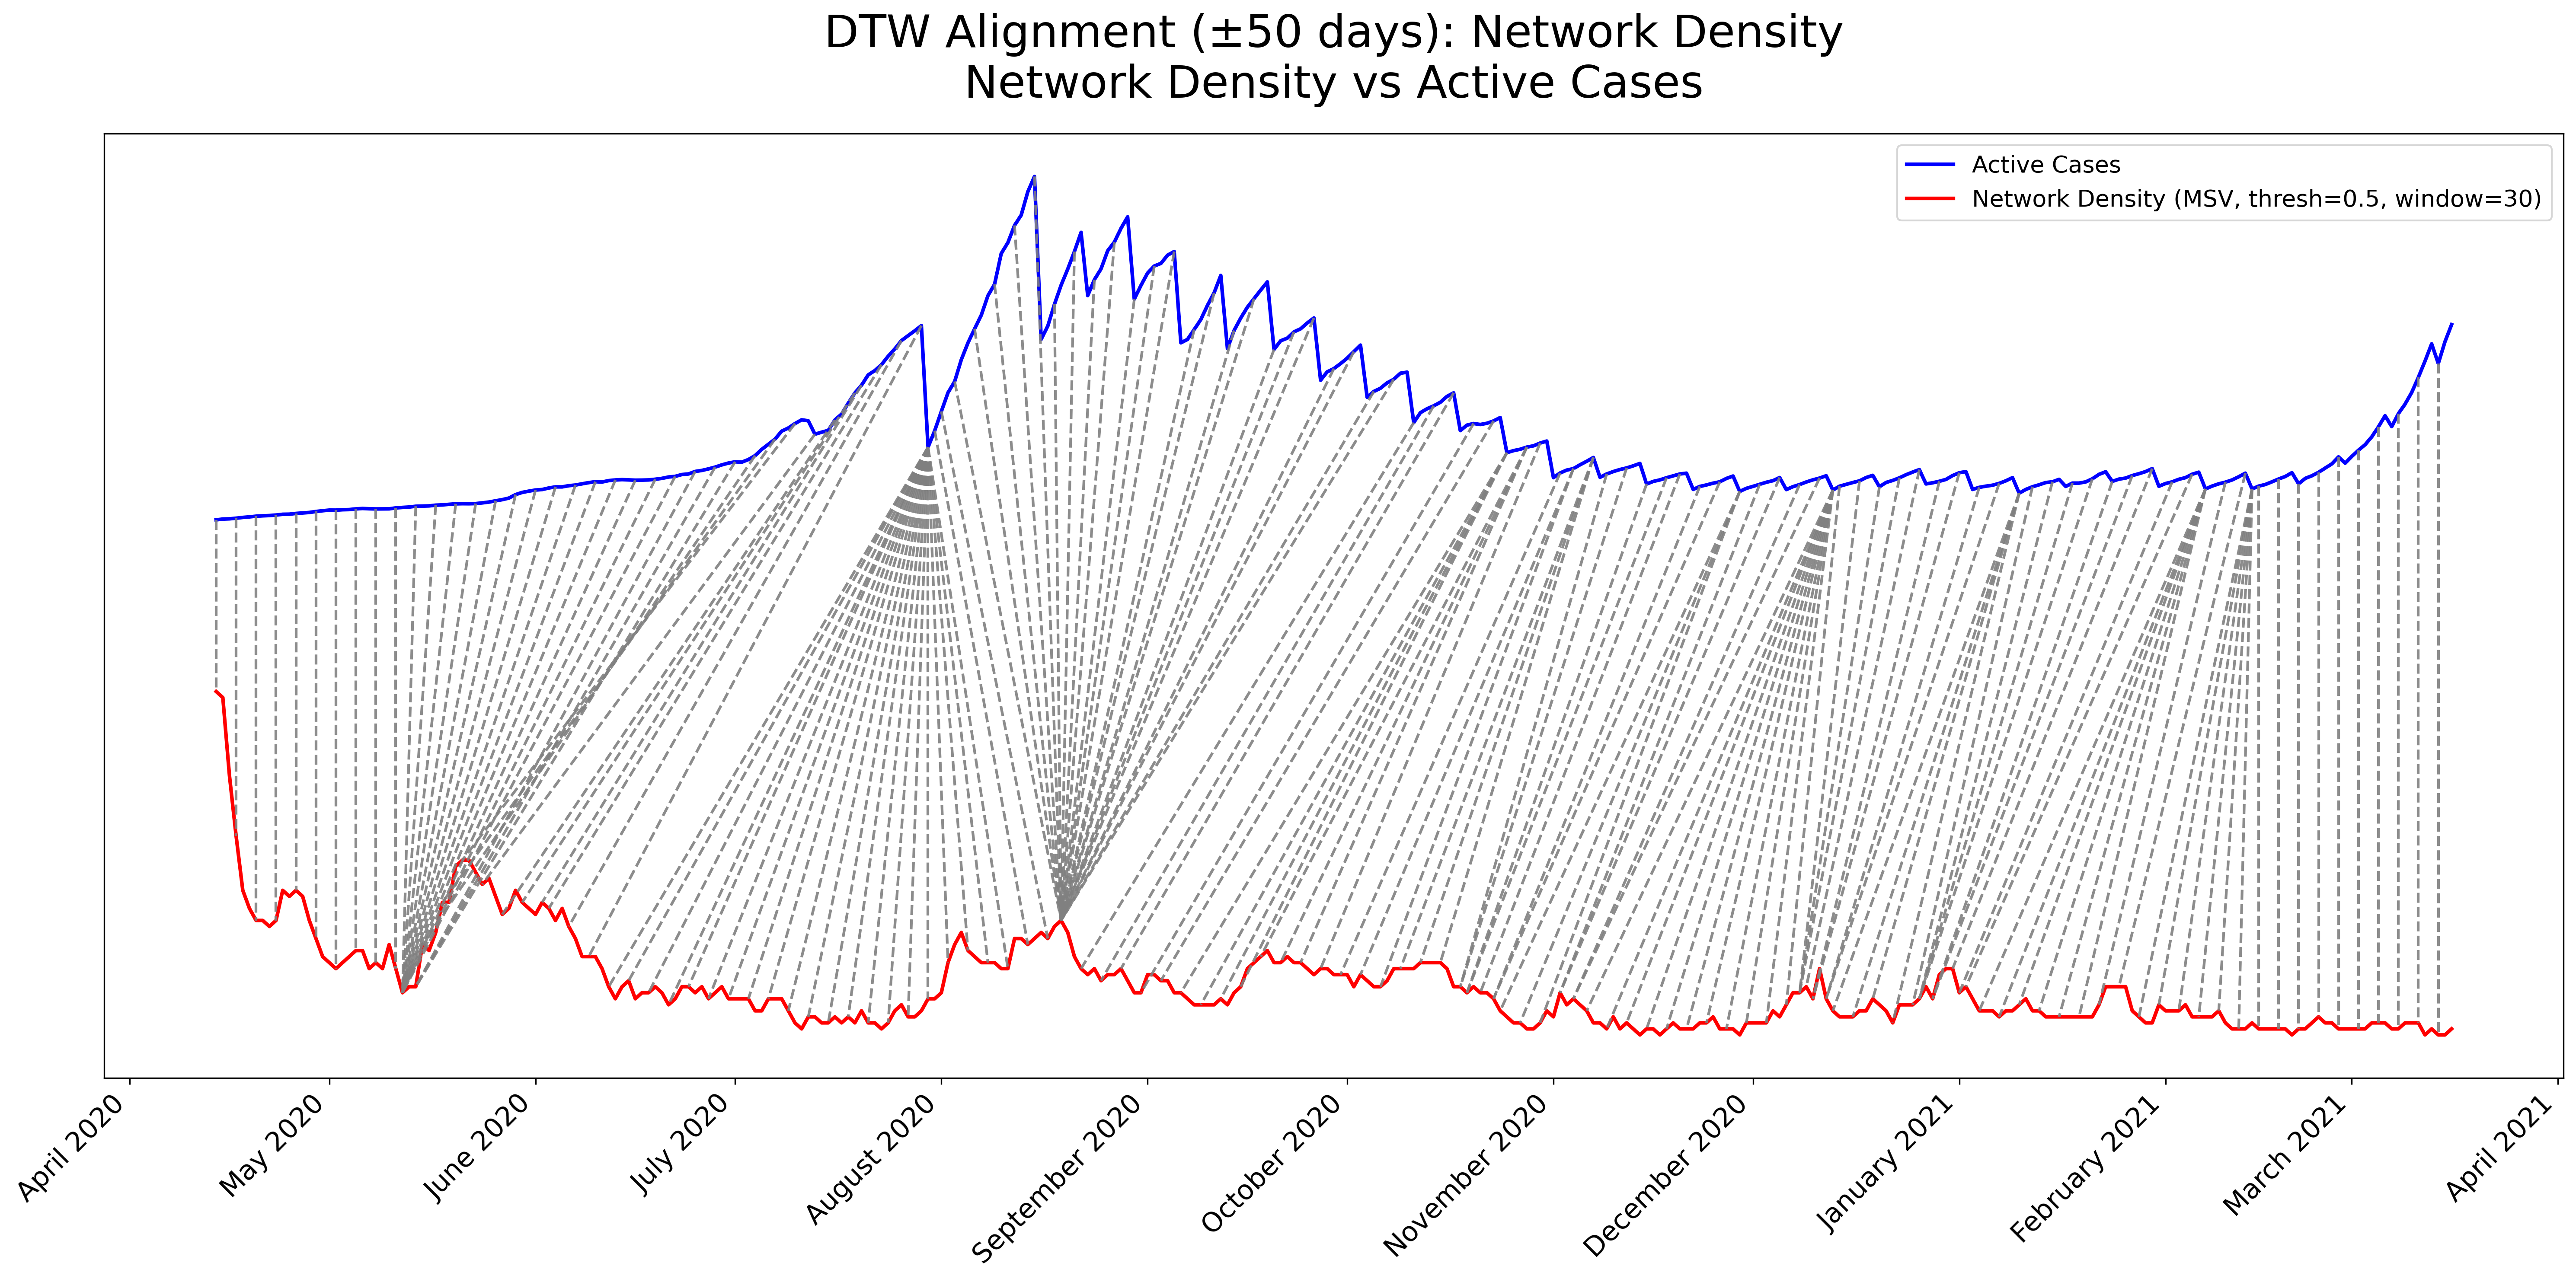 DTW Alignment (±50 days): Network Density
Network Density vs Active Cases
Active Cases
Network Density (MSV, thresh=0.5, window=30)
April 2020
May 2020
June 2020
July 2020
August 2020
September 2020
October 2020
November 2020
December 2020
January 2021
February 2021
March 2021
April 2021